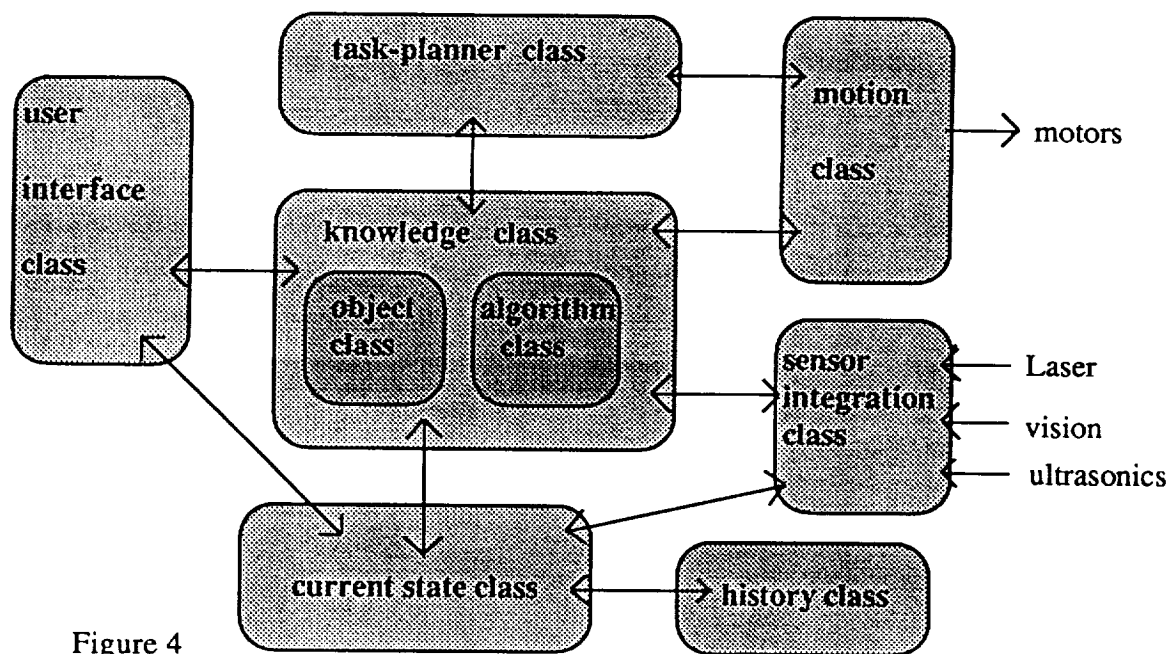 task-planner class
user
interface
class
motion
class
motors
knowledge class
object
class
algorithm
class
sensor
integration
class
Laser
vision
ultrasonics
current state class
history class
Figure 4